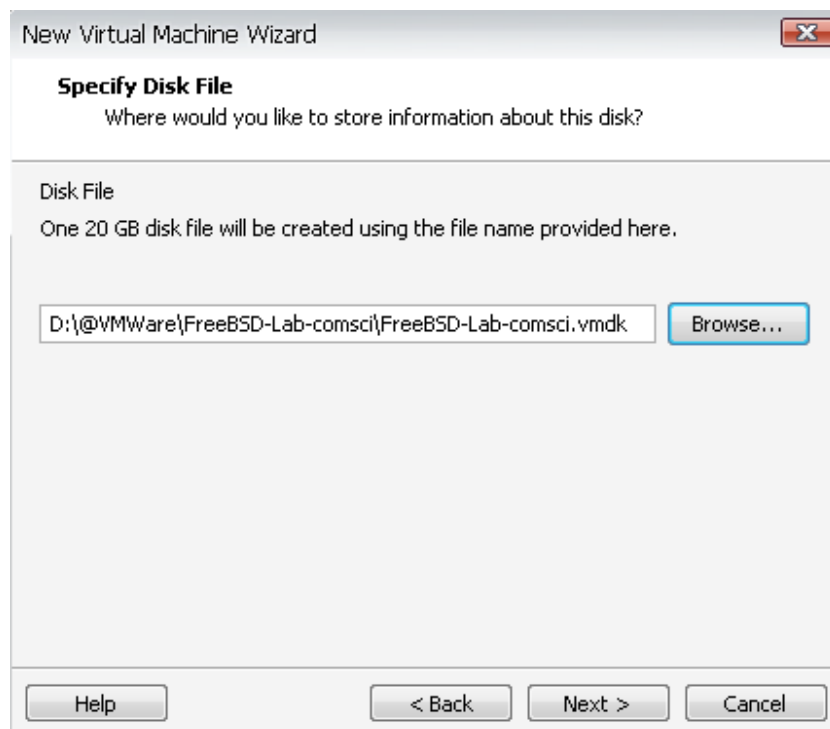 New Virtual Machine Wizard
Specify Disk File
Where would you like to store information about this disk?
Disk File
One 20 GB disk file will be created using the file name provided here.
D:\@VMWare\FreeBSD-Lab-comsci\FreeBSD-Lab-comsci.vmdk Browse...
Help < Back Next > Cancel